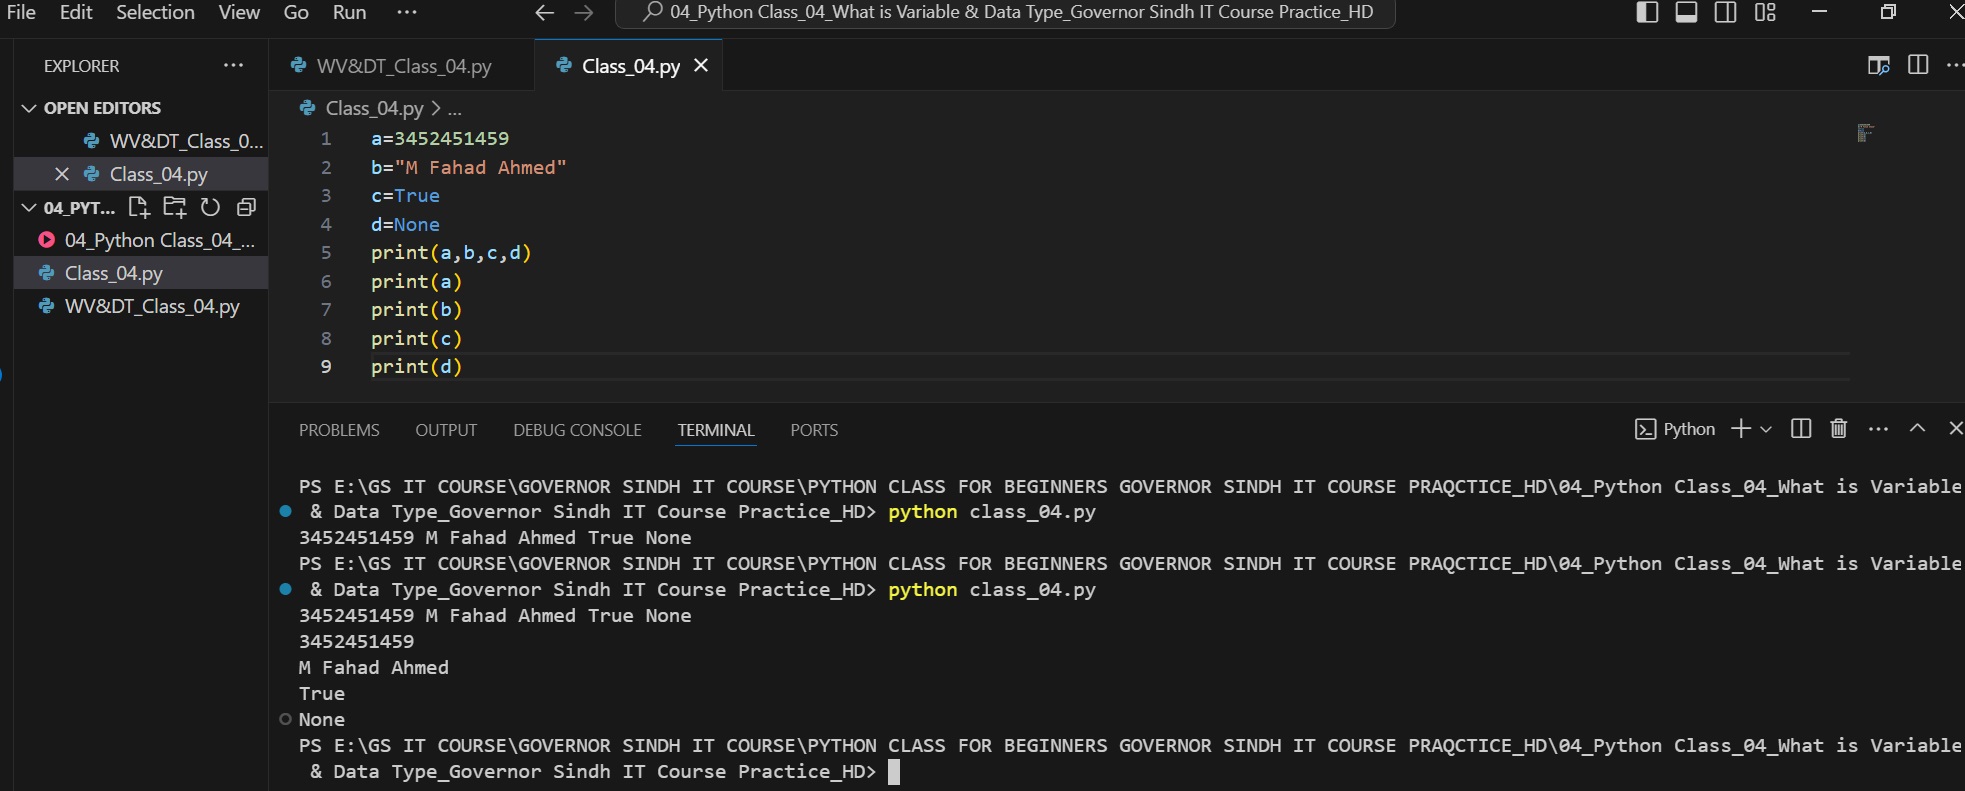 File Edit Selection View Go Run ...
04_Python Class_04_What is Variable & Data Type_Governor Sindh IT Course Practice_HD
EXPLORER ...
OPEN EDITORS
WV&DT_Class_0...
Class_04.py
04_PYT...
04_Python Class_04_...
Class_04.py
WV&DT_Class_04.py
WV&DT_Class_04.py
Class_04.py
Class_04.py > ...
1 a=3452451459
2 b="M Fahad Ahmed"
3 c=True
4 d=None
5 print(a,b,c,d)
6 print(a)
7 print(b)
8 print(c)
9 print(d)
PROBLEMS OUTPUT DEBUG CONSOLE TERMINAL PORTS
Python
PS E:\GS IT COURSE\GOVERNOR SINDH IT COURSE\PYTHON CLASS FOR BEGINNERS GOVERNOR SINDH IT COURSE PRAQCTICE_HD\04_Python Class_04_What is Variable
& Data Type_Governor Sindh IT Course Practice_HD> python class_04.py
3452451459 M Fahad Ahmed True None
PS E:\GS IT COURSE\GOVERNOR SINDH IT COURSE\PYTHON CLASS FOR BEGINNERS GOVERNOR SINDH IT COURSE PRAQCTICE_HD\04_Python Class_04_What is Variable
& Data Type_Governor Sindh IT Course Practice_HD> python class_04.py
3452451459 M Fahad Ahmed True None
3452451459
M Fahad Ahmed
True
None
PS E:\GS IT COURSE\GOVERNOR SINDH IT COURSE\PYTHON CLASS FOR BEGINNERS GOVERNOR SINDH IT COURSE PRAQCTICE_HD\04_Python Class_04_What is Variable
& Data Type_Governor Sindh IT Course Practice_HD>